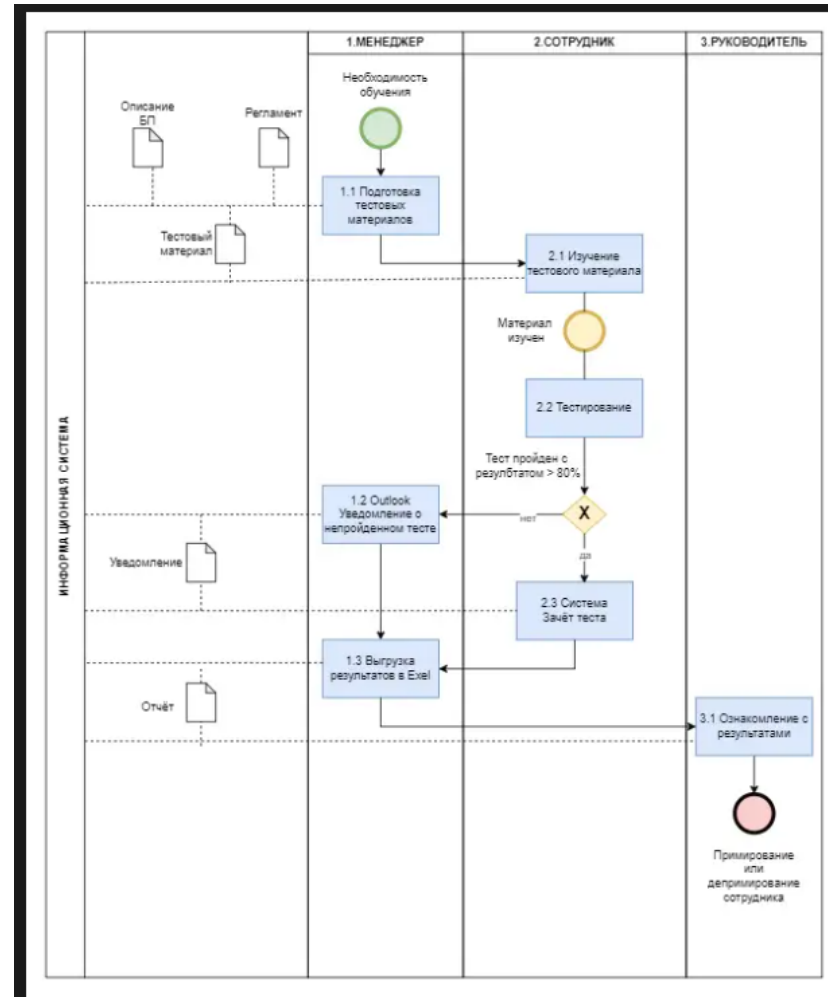 1.МЕНЕДЖЕР
2.СОТРУДНИК
3.РУКОВОДИТЕЛЬ
ИНФОРМАЦИОННАЯ СИСТЕМА
Необходимость
обучения
Описание
БП
Регламент
1.1 Подготовка
тестовых
материалов
Тестовый
материал
2.1 Изучение
тестового материала
Материал
изучен
2.2 Тестирование
Тест пройден с
резулбтатом > 80%
X
нет
да
1.2 Outlook
Уведомление о
непройденном тесте
Уведомление
2.3 Система
Зачёт теста
1.3 Выгрузка
результатов в Exel
Отчёт
3.1 Ознакомление с
результатами
Примирование
или
депримирование
сотрудника